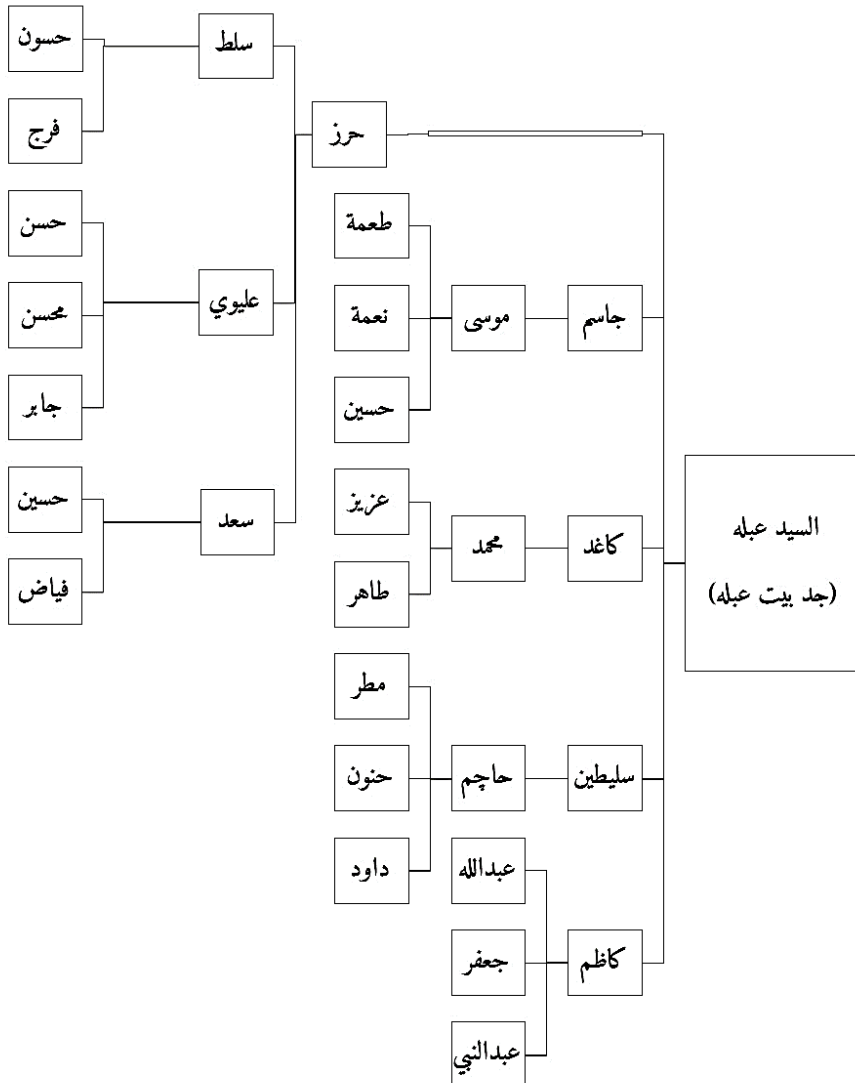 السيد عبله
(جد بيت عبله)
حرز
سلط
حسون
فرج
عليوي
حسن
محسن
جابر
سعد
حسين
فياض
جاسم
موسى
طعمة
نعمة
حسين
كاغد
محمد
عزيز
طاهر
سليطين
حاچم
مطر
حنون
داود
كاظم
عبدالله
جعفر
عبدالنبي